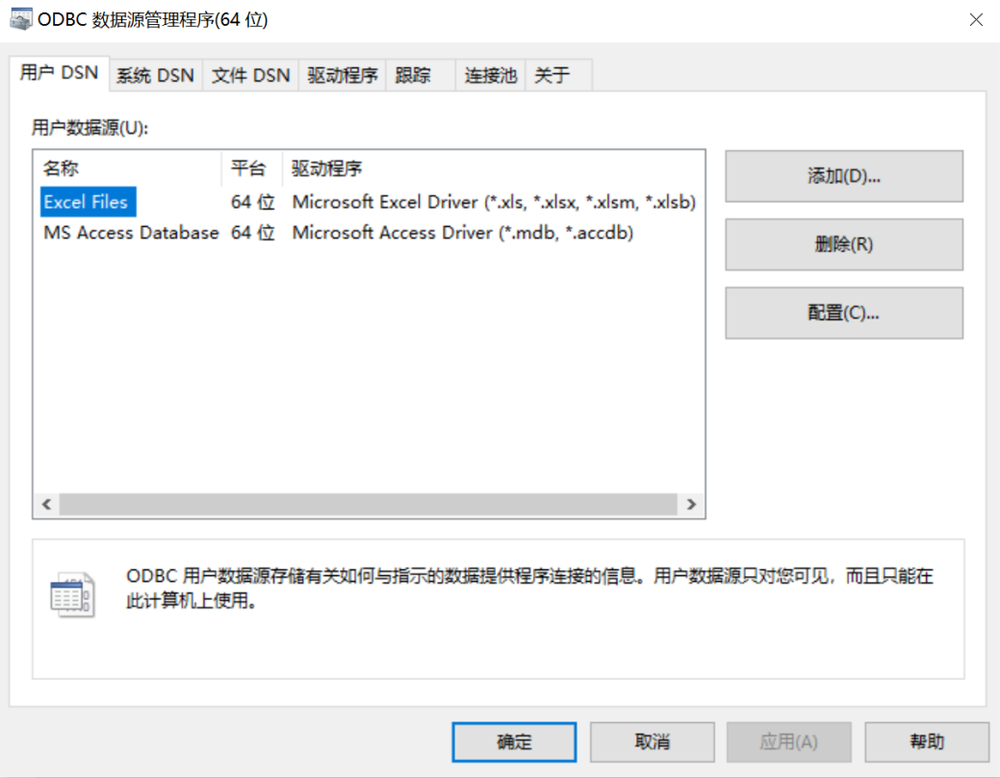 ODBC 数据源管理程序(64 位)
用户 DSN 系统 DSN 文件 DSN 驱动程序 跟踪 连接池 关于
用户数据源(U):
名称 平台 驱动程序
Excel Files 64 位 Microsoft Excel Driver (*.xls, *.xlsx, *.xlsm, *.xlsb)
MS Access Database 64 位 Microsoft Access Driver (*.mdb, *.accdb)
添加(D)...
删除(R)
配置(C)...
ODBC 用户数据源存储有关如何与指示的数据提供程序连接的信息。用户数据源只对您可见，而且只能在
此计算机上使用。
确定 取消 应用(A) 帮助